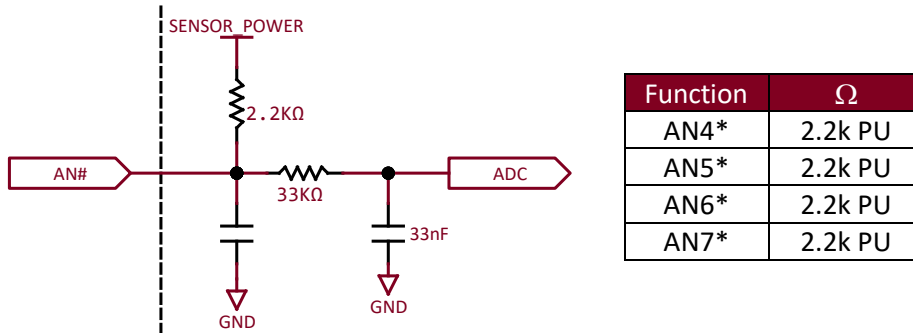 SENSOR_POWER
2.2KΩ
AN#
33KΩ
ADC
33nF
GND
GND
Function Ω
AN4* 2.2k PU
AN5* 2.2k PU
AN6* 2.2k PU
AN7* 2.2k PU